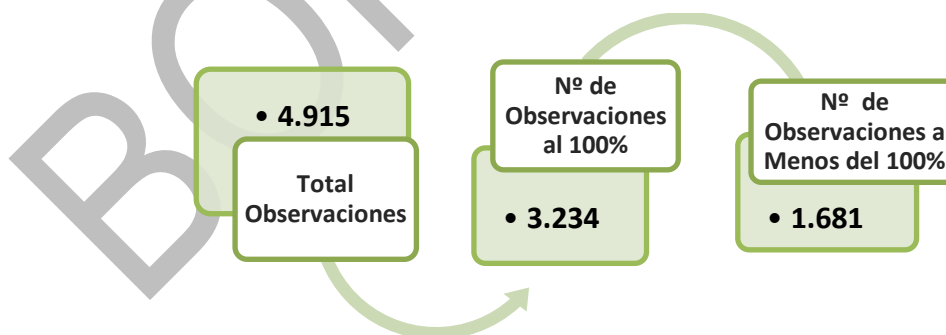 • 4.915
Total
Observaciones
Nº de
Observaciones
al 100%
• 3.234
Nº de
Observaciones a
Menos del 100%
• 1.681